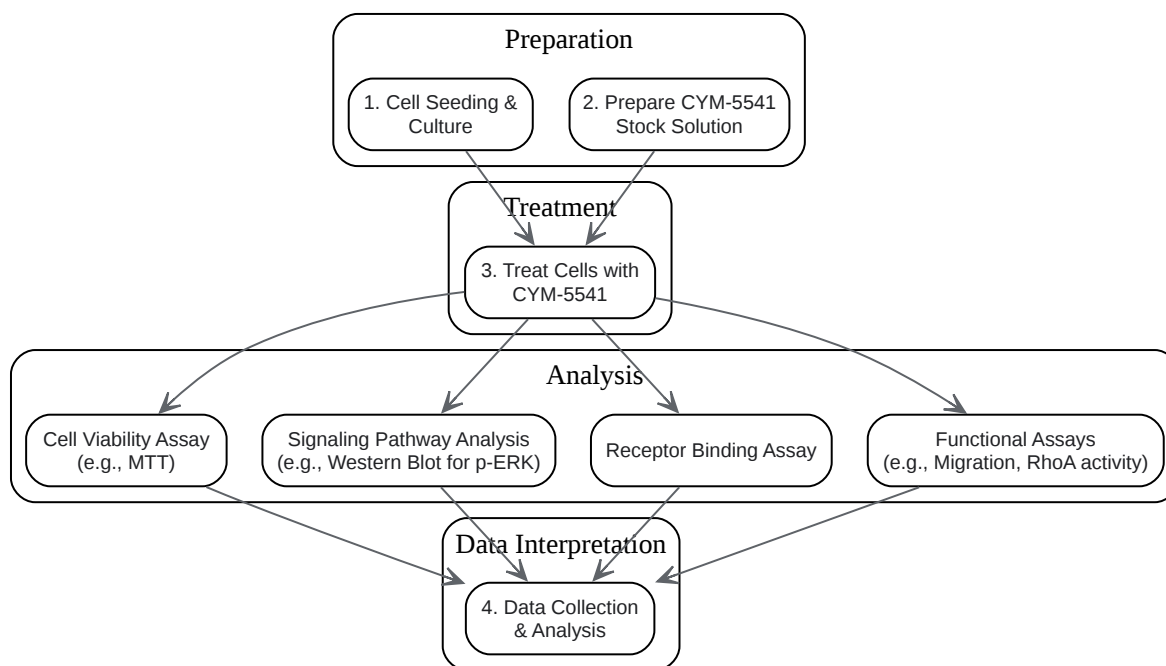 Preparation
1. Cell Seeding &
Culture
2. Prepare CYM-5541
Stock Solution
Treatment
3. Treat Cells with
CYM-5541
Analysis
Cell Viability Assay
(e.g., MTT)
Signaling Pathway Analysis
(e.g., Western Blot for p-ERK)
Receptor Binding Assay
Functional Assays
(e.g., Migration, RhoA activity)
Data Interpretation
4. Data Collection
& Analysis